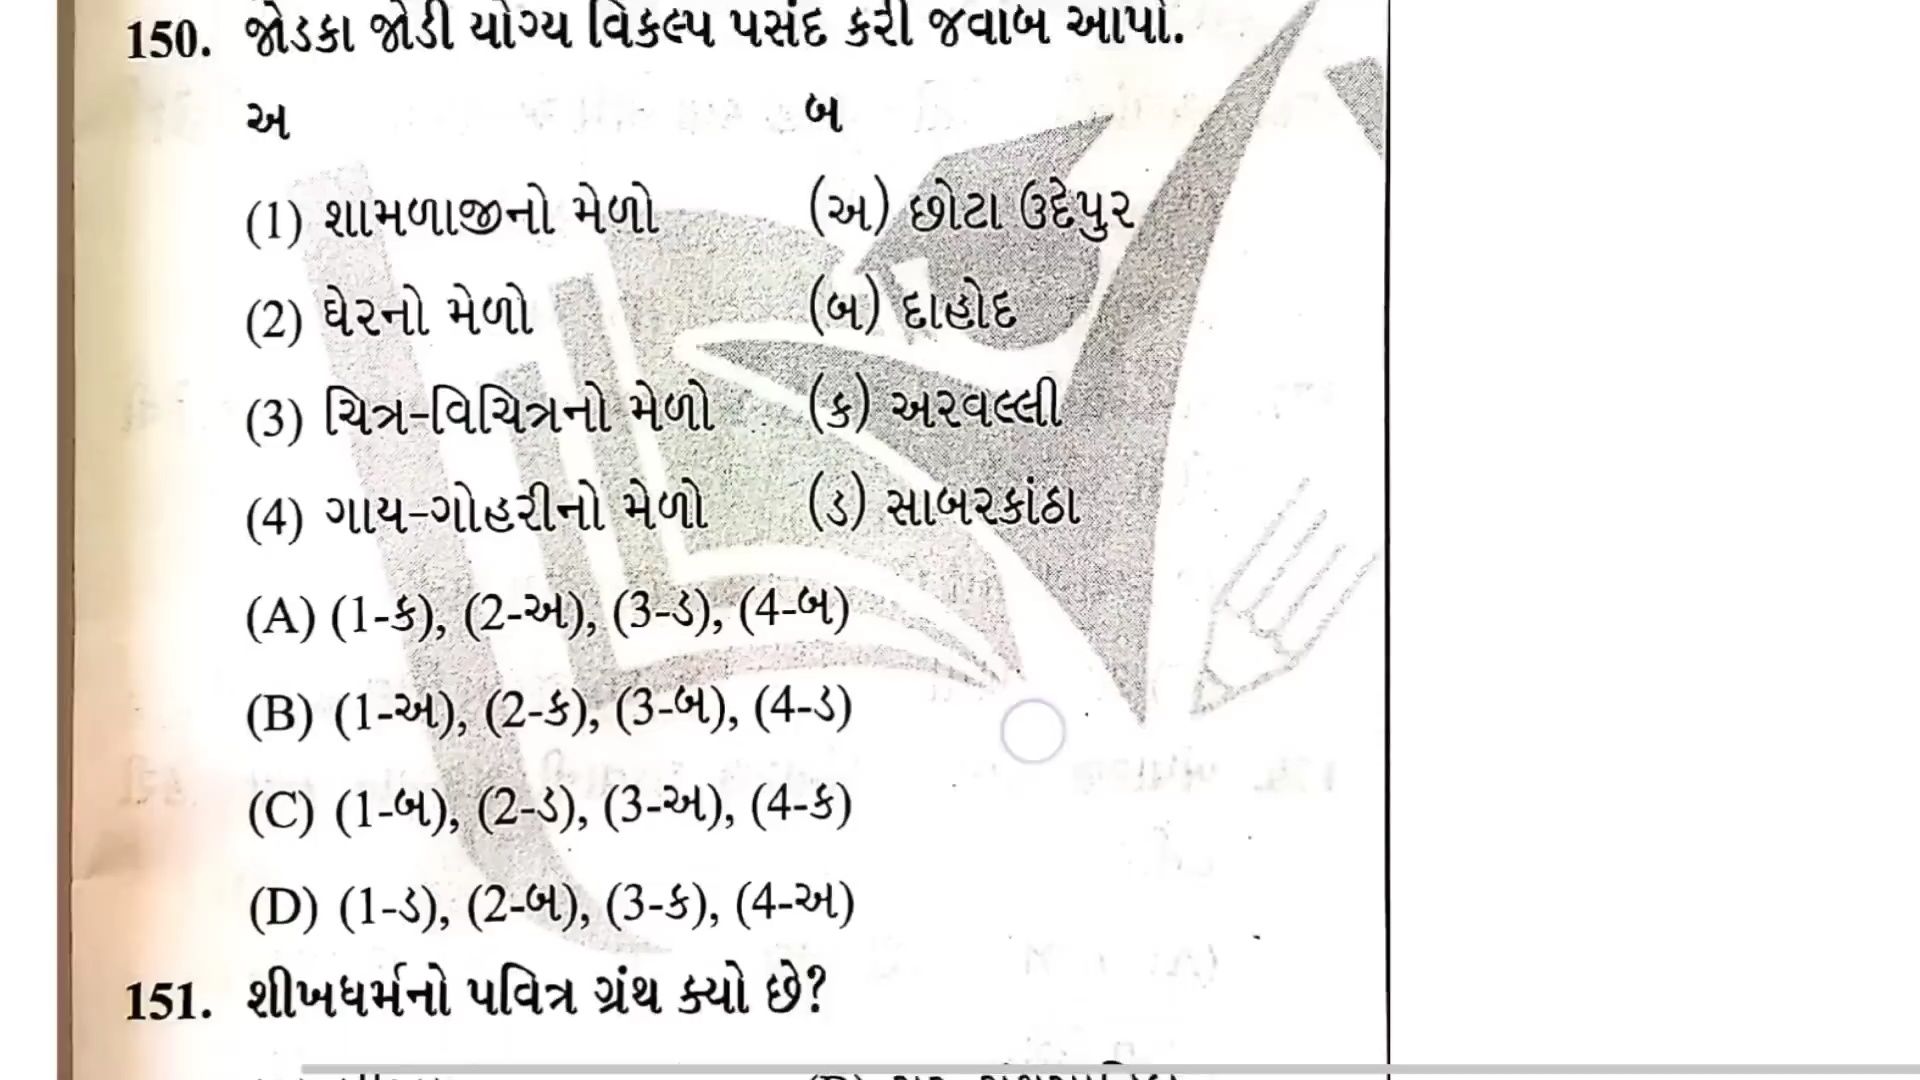 150. જોડકા જોડી યોગ્ય વિકલ્પ પસંદ કરી જવાબ આપો.
અ બ
(1) શામળાજીનો મેળો (અ) છોટા ઉદેપુર
(2) ઘેરનો મેળો (બ) દાહોદ
(3) ચિત્ર-વિચિત્રનો મેળો (ક) અરવલ્લી
(4) ગાય-ગોહરીનો મેળો (ડ) સાબરકાંઠા
(A) (1-ક), (2-અ), (3-ડ), (4-બ)
(B) (1-અ), (2-ક), (3-બ), (4-ડ)
(C) (1-બ), (2-ડ), (3-અ), (4-ક)
(D) (1-ડ), (2-બ), (3-ક), (4-અ)
151. શીખધર્મનો પવિત્ર ગ્રંથ ક્યો છે?